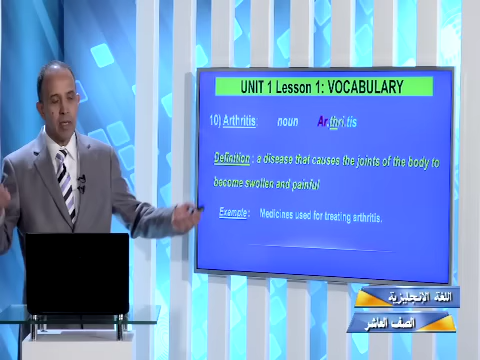 UNIT 1 Lesson 1: VOCABULARY
10) Arthritis: noun Ar.thri.tis
Definition : a disease that causes the joints of the body to
become swollen and painful
Example : Medicines used for treating arthritis.
اللغة الإنجليزية
الصف العاشر